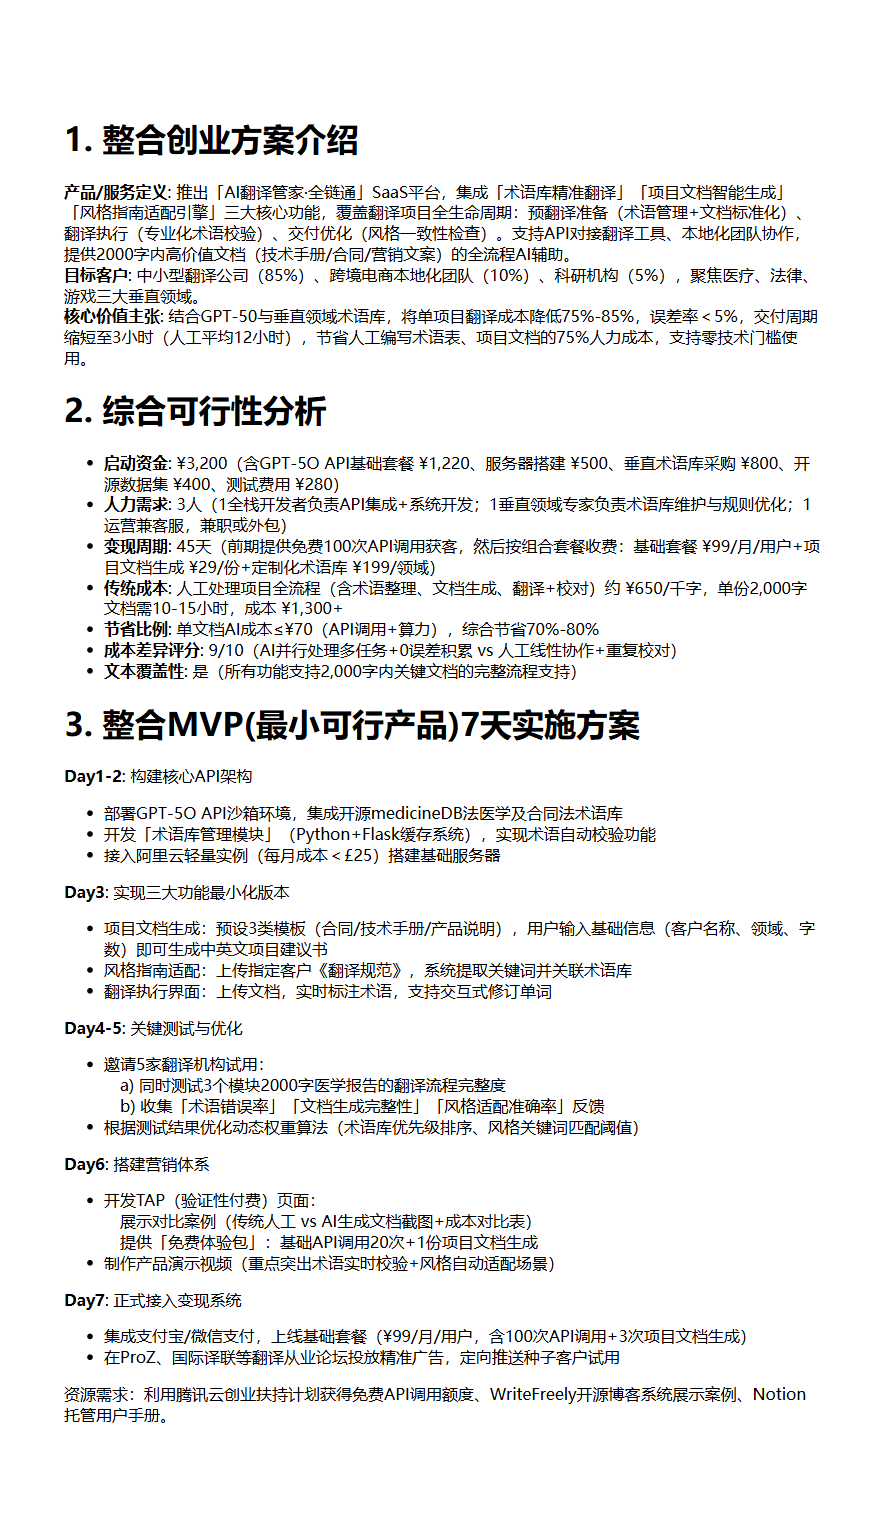 1. 整合创业方案介绍
产品/服务定义: 推出「AI翻译管家·全链通」SaaS平台，集成「术语库精准翻译」「项目文档智能生成」
「风格指南适配引擎」三大核心功能，覆盖翻译项目全生命周期：预翻译准备（术语管理+文档标准化）、
翻译执行（专业化术语校验）、交付优化（风格一致性检查）。支持API对接翻译工具、本地化团队协作，
提供2000字内高价值文档（技术手册/合同/营销文案）的全流程AI辅助。
目标客户: 中小型翻译公司（85%）、跨境电商本地化团队（10%）、科研机构（5%），聚焦医疗、法律、
游戏三大垂直领域。
核心价值主张: 结合GPT-50与垂直领域术语库，将单项目翻译成本降低75%-85%，误差率＜5%，交付周期
缩短至3小时（人工平均12小时），节省人工编写术语表、项目文档的75%人力成本，支持零技术门槛使
用。
2. 综合可行性分析
• 启动资金: ¥3,200（含GPT-5O API基础套餐 ¥1,220、服务器搭建 ¥500、垂直术语库采购 ¥800、开
源数据集 ¥400、测试费用 ¥280）
• 人力需求: 3人（1全栈开发者负责API集成+系统开发；1垂直领域专家负责术语库维护与规则优化；1
运营兼客服，兼职或外包）
• 变现周期: 45天（前期提供免费100次API调用获客，然后按组合套餐收费：基础套餐 ¥99/月/用户+项
目文档生成 ¥29/份+定制化术语库 ¥199/领域）
• 传统成本: 人工处理项目全流程（含术语整理、文档生成、翻译+校对）约 ¥650/千字，单份2,000字
文档需10-15小时，成本 ¥1,300+
• 节省比例: 单文档AI成本≤¥70（API调用+算力），综合节省70%-80%
• 成本差异评分: 9/10（AI并行处理多任务+0误差积累 vs 人工线性协作+重复校对）
• 文本覆盖性: 是（所有功能支持2,000字内关键文档的完整流程支持）
3. 整合MVP(最小可行产品)7天实施方案
Day1-2: 构建核心API架构
• 部署GPT-5O API沙箱环境，集成开源medicineDB法医学及合同法术语库
• 开发「术语库管理模块」（Python+Flask缓存系统），实现术语自动校验功能
• 接入阿里云轻量实例（每月成本＜£25）搭建基础服务器
Day3: 实现三大功能最小化版本
• 项目文档生成：预设3类模板（合同/技术手册/产品说明），用户输入基础信息（客户名称、领域、字
数）即可生成中英文项目建议书
• 风格指南适配：上传指定客户《翻译规范》，系统提取关键词并关联术语库
• 翻译执行界面：上传文档，实时标注术语，支持交互式修订单词
Day4-5: 关键测试与优化
• 邀请5家翻译机构试用：
a) 同时测试3个模块2000字医学报告的翻译流程完整度
b) 收集「术语错误率」「文档生成完整性」「风格适配准确率」反馈
• 根据测试结果优化动态权重算法（术语库优先级排序、风格关键词匹配阈值）
Day6: 搭建营销体系
• 开发TAP（验证性付费）页面：
展示对比案例（传统人工 vs AI生成文档截图+成本对比表）
提供「免费体验包」：基础API调用20次+1份项目文档生成
• 制作产品演示视频（重点突出术语实时校验+风格自动适配场景）
Day7: 正式接入变现系统
• 集成支付宝/微信支付，上线基础套餐（¥99/月/用户，含100次API调用+3次项目文档生成）
• 在ProZ、国际译联等翻译从业论坛投放精准广告，定向推送种子客户试用
资源需求：利用腾讯云创业扶持计划获得免费API调用额度、WriteFreely开源博客系统展示案例、Notion
托管用户手册。